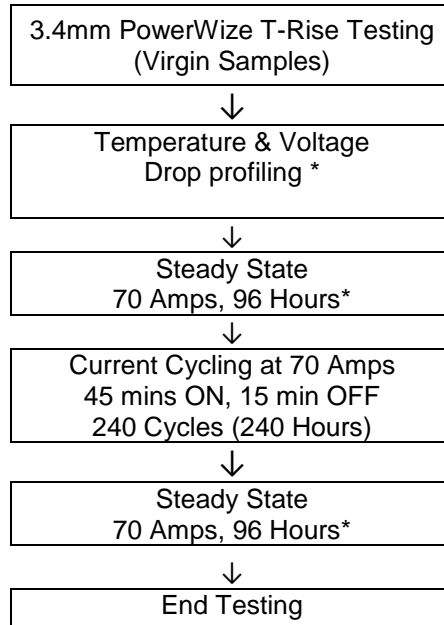 3.4mm PowerWize T-Rise Testing
(Virgin Samples)
Temperature & Voltage
Drop profiling *
Steady State
70 Amps, 96 Hours*
Current Cycling at 70 Amps
45 mins ON, 15 min OFF
240 Cycles (240 Hours)
Steady State
70 Amps, 96 Hours*
End Testing